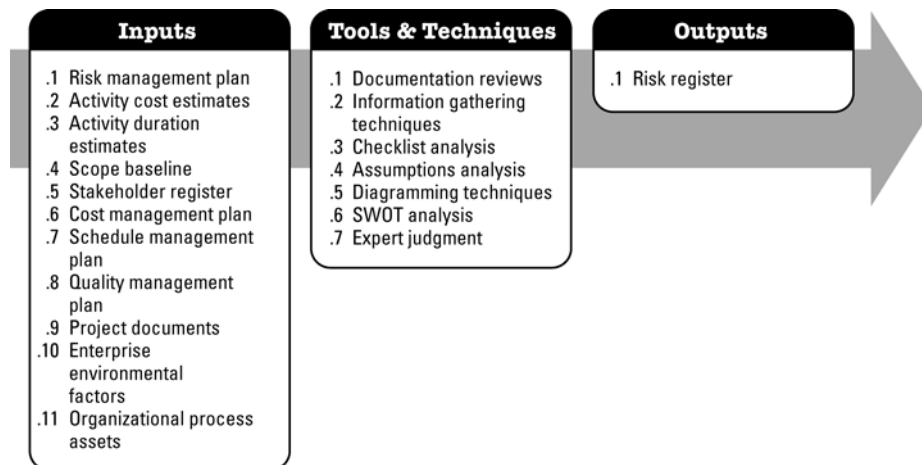 Inputs
.1 Risk management plan
.2 Activity cost estimates
.3 Activity duration
estimates
.4 Scope baseline
.5 Stakeholder register
.6 Cost management plan
.7 Schedule management
plan
.8 Quality management
plan
.9 Project documents
.10 Enterprise
environmental
factors
.11 Organizational process
assets
Tools & Techniques
.1 Documentation reviews
.2 Information gathering
techniques
.3 Checklist analysis
.4 Assumptions analysis
.5 Diagramming techniques
.6 SWOT analysis
.7 Expert judgment
Outputs
.1 Risk register